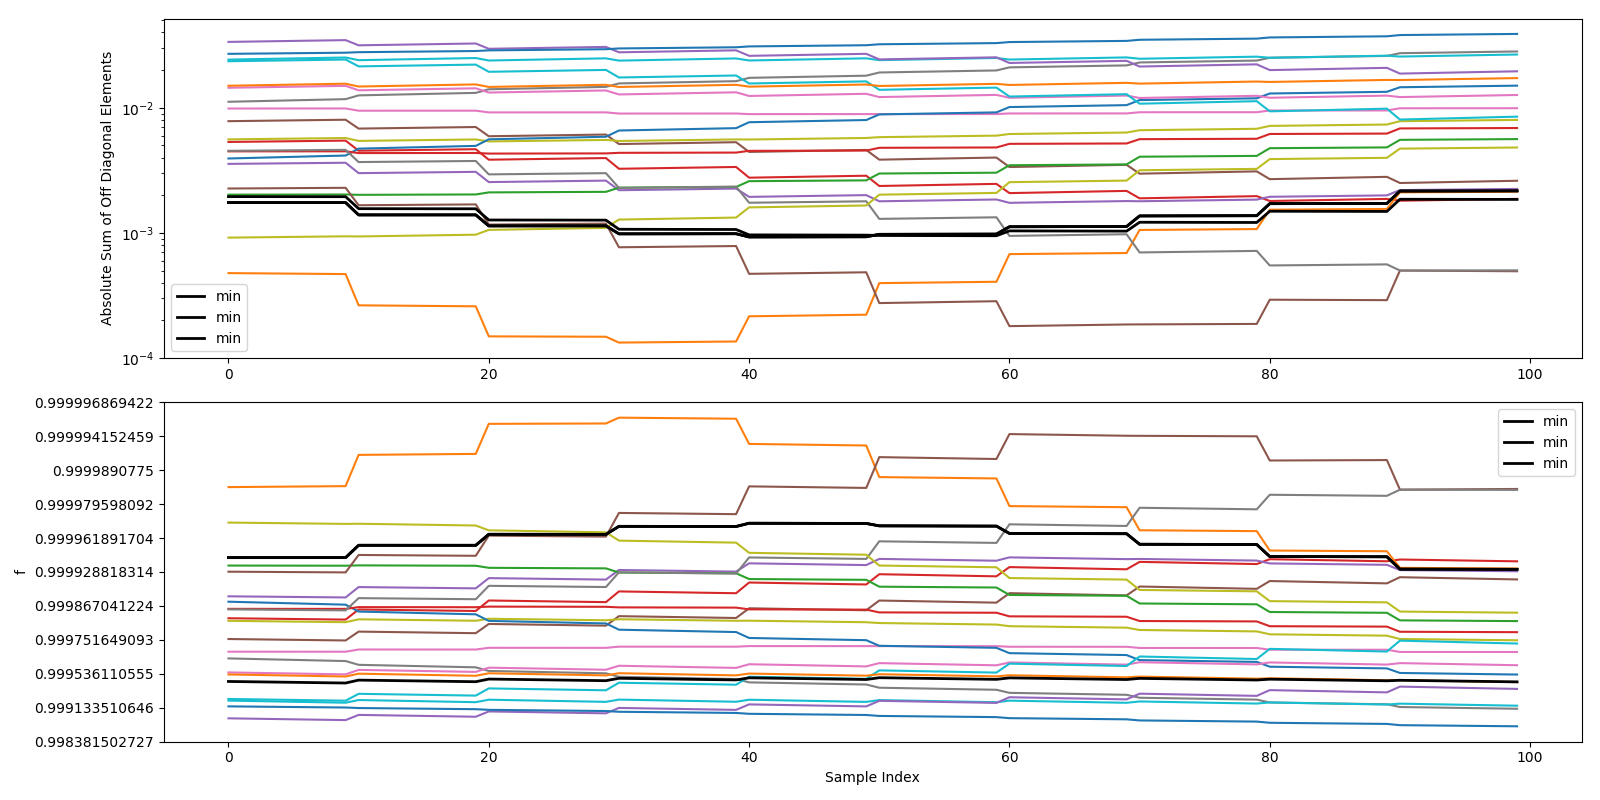 Absolute Sum of Off Diagonal Elements
10⁻²
10⁻³
10⁻⁴
min
min
min
0 20 40 60 80 100
f
0.999996869422
0.999994152459
0.9999890775
0.999979598092
0.999961891704
0.999928818314
0.999867041224
0.999751649093
0.999536110555
0.999133510646
0.998381502727
min
min
min
0 20 40 60 80 100
Sample Index